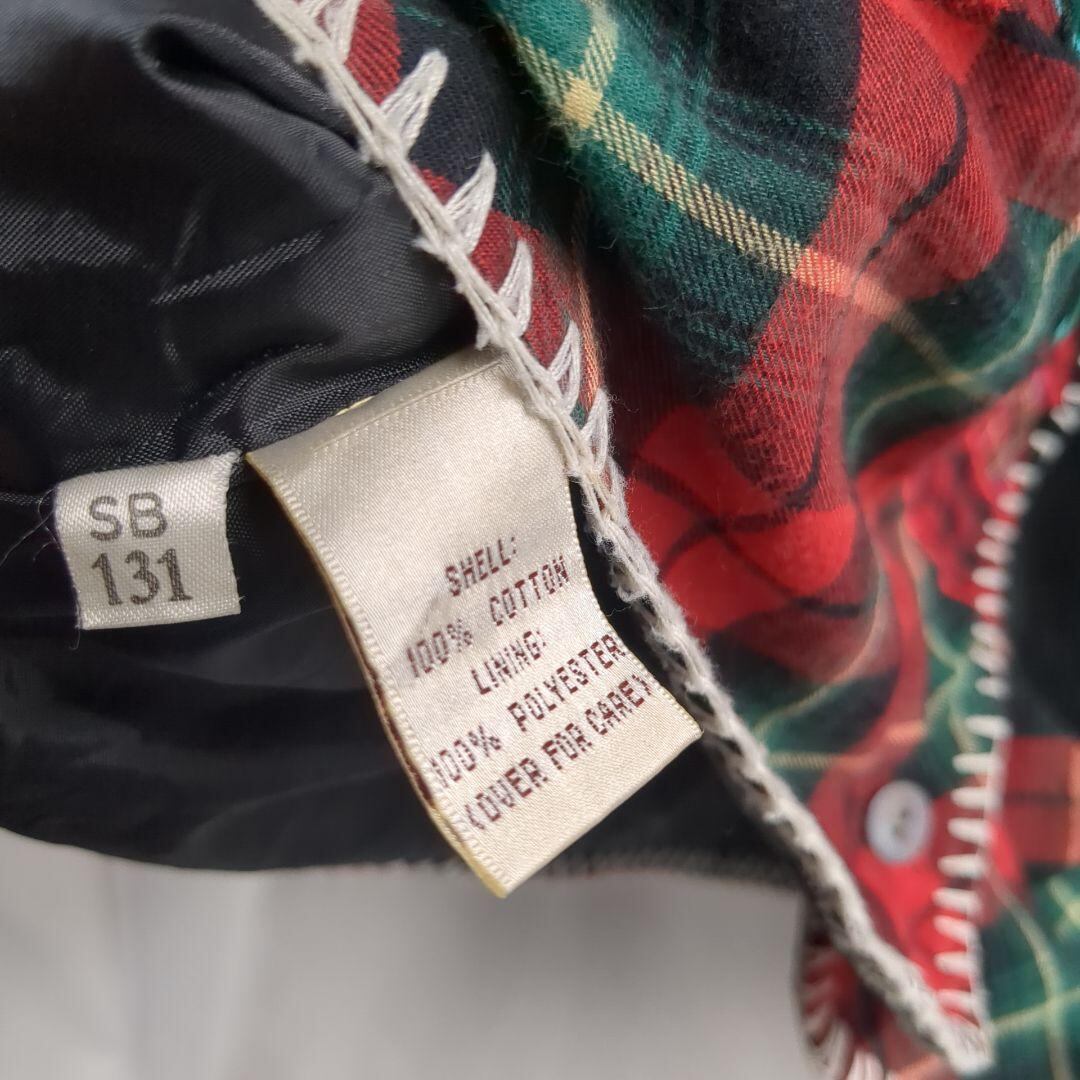 SB
131
SHELL:
100% COTTON
LINING:
100% POLYESTER
(OVER FOR CARE)